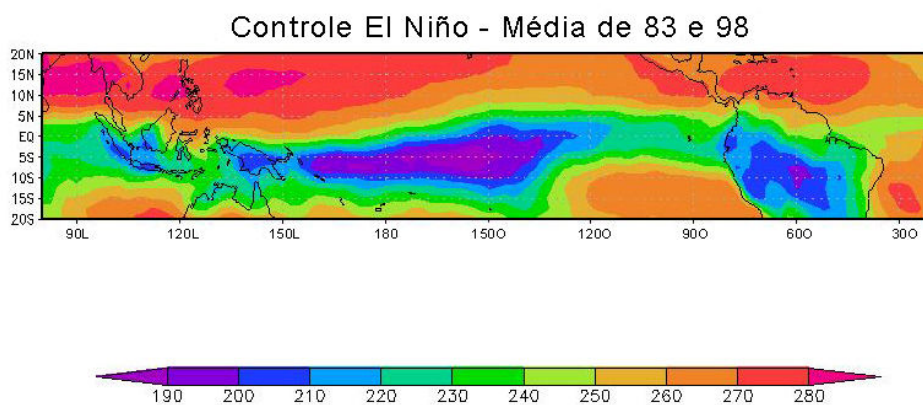 Controle El Niño - Média de 83 e 98
20N
15N
10N
5N
EQ
5S
10S
15S
20S
90L 120L 150L 180 150O 120O 90O 60O 30O
190 200 210 220 230 240 250 260 270 280